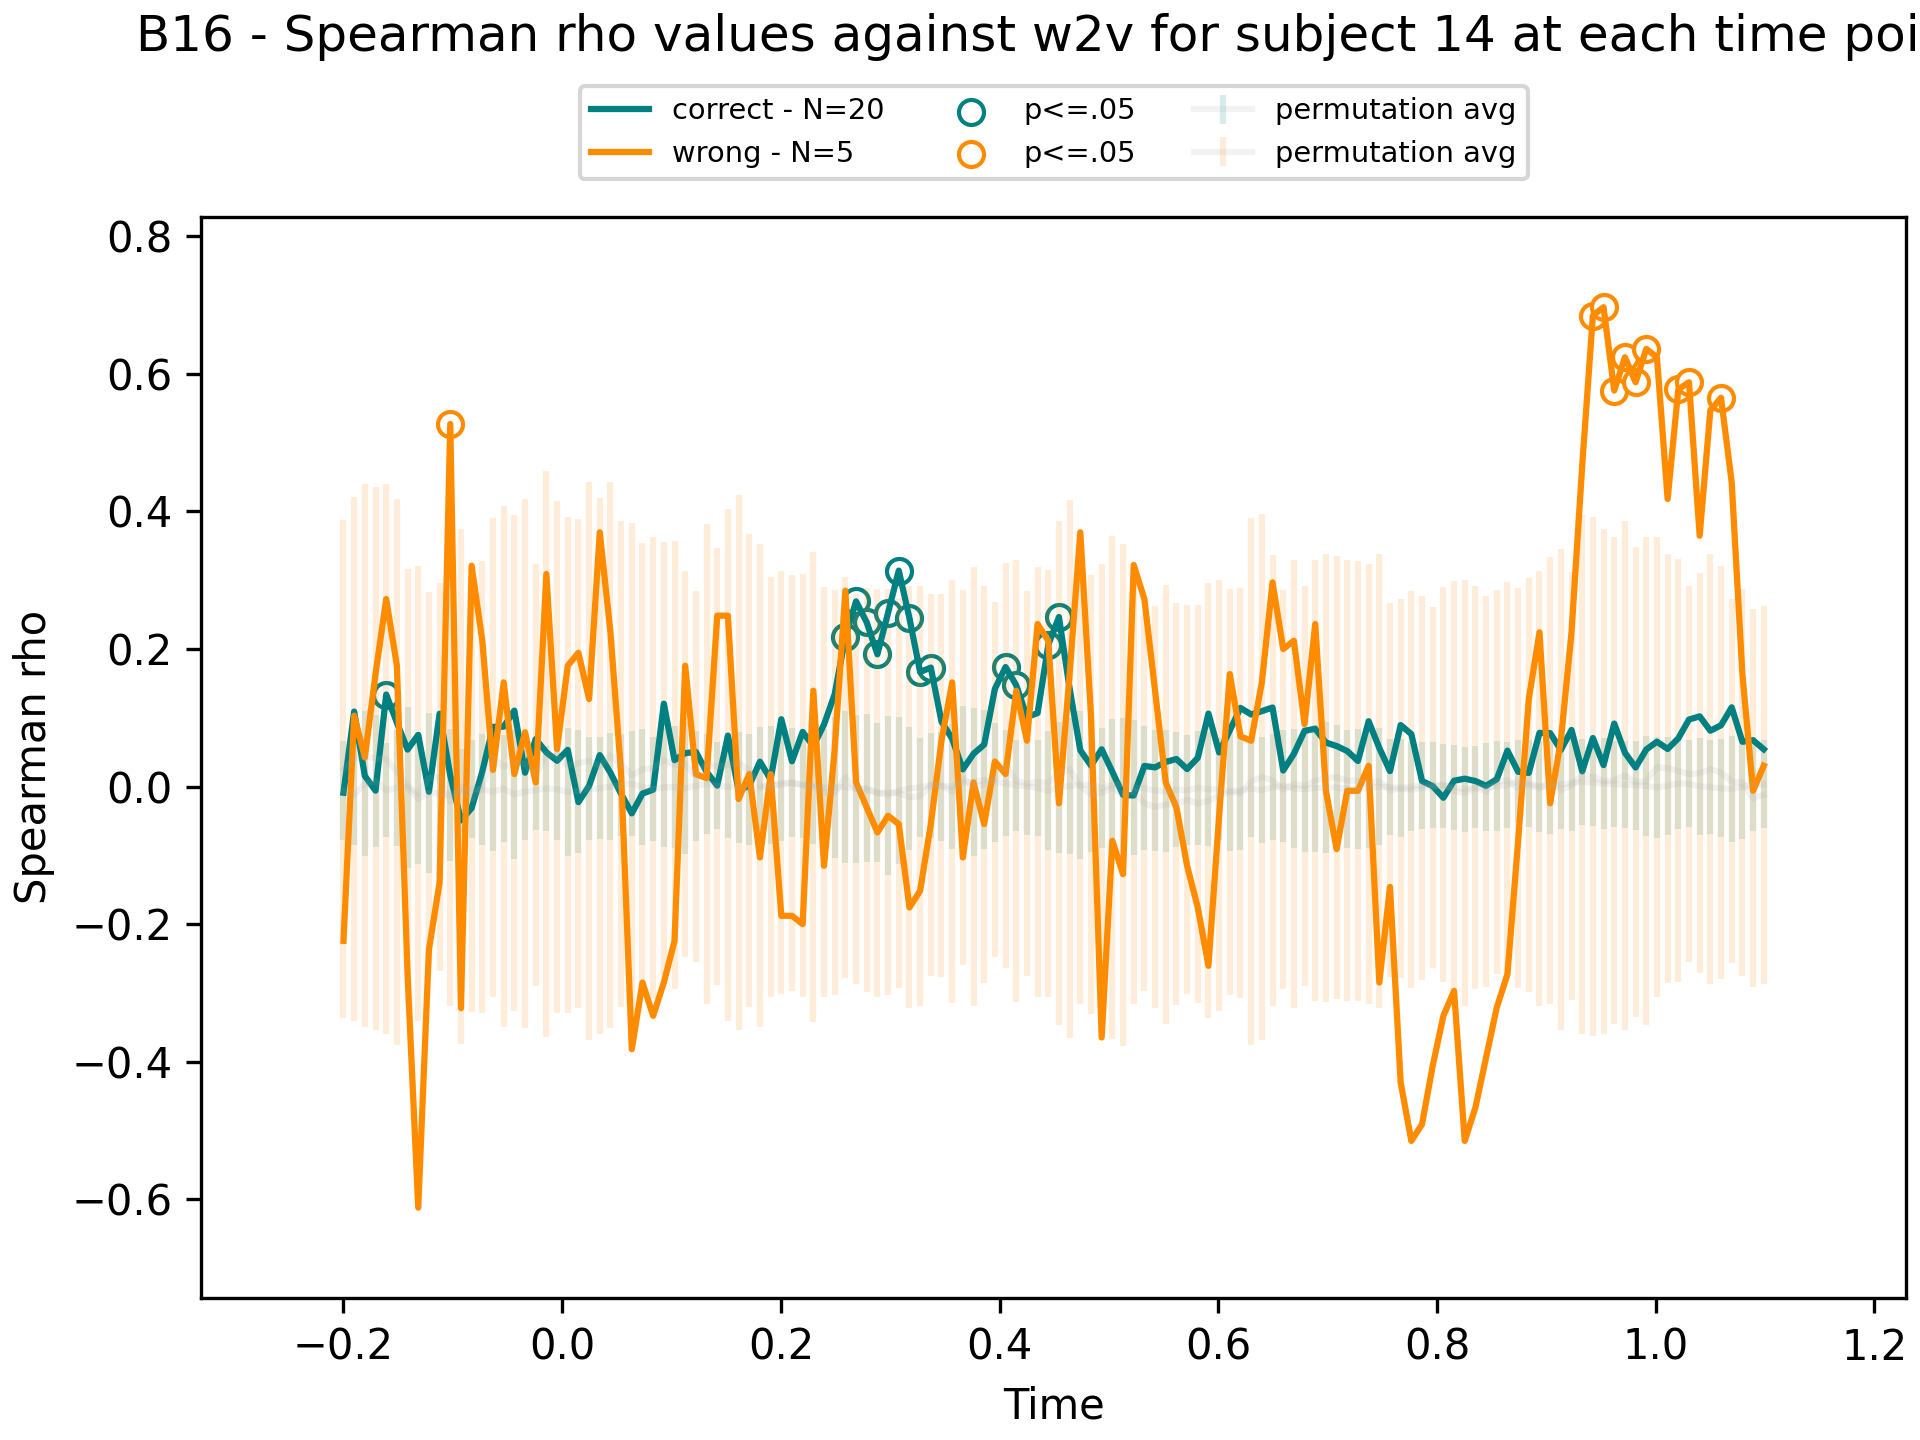 B16 - Spearman rho values against w2v for subject 14 at each time poi
correct - N=20 p<=.05 permutation avg
wrong - N=5 p<=.05 permutation avg
0.8
0.6
0.4
0.2
0.0
−0.2
−0.4
−0.6
Spearman rho
−0.2 0.0 0.2 0.4 0.6 0.8 1.0 1.2
Time